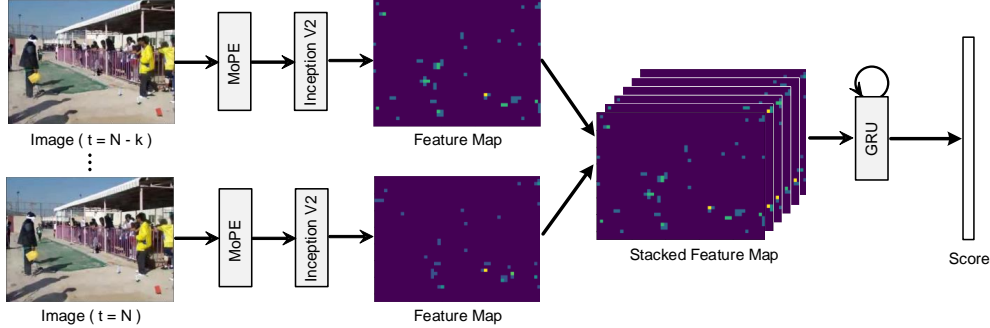 MoPE
Inception V2
Image ( t = N - k )
Feature Map
GRU
MoPE
Inception V2
Stacked Feature Map
Score
Image ( t = N )
Feature Map